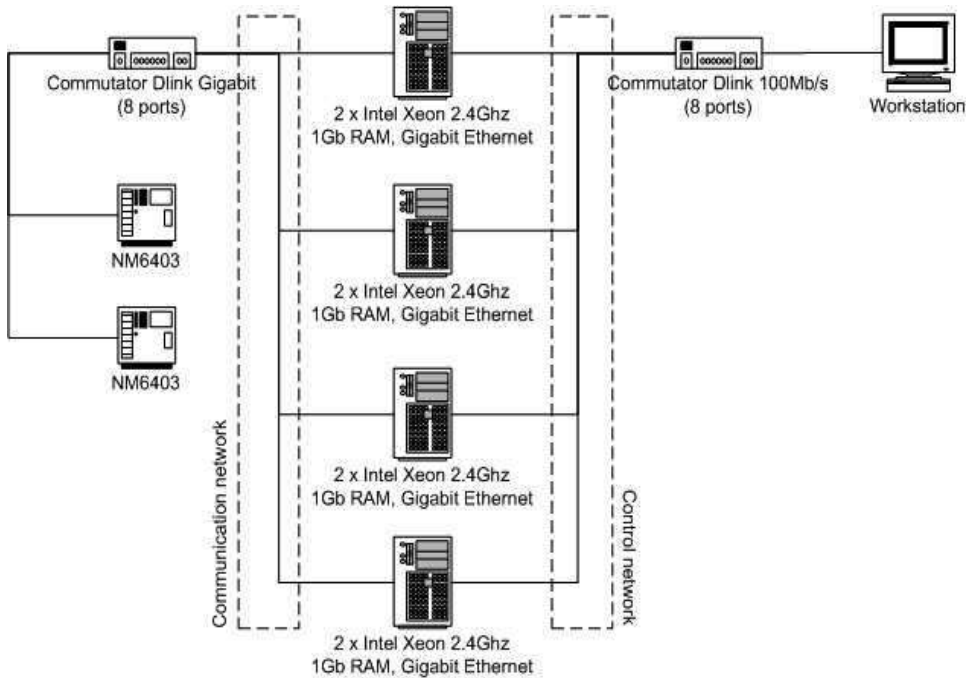 Commutator Dlink Gigabit
(8 ports)
2 x Intel Xeon 2.4Ghz
1Gb RAM, Gigabit Ethernet
Commutator Dlink 100Mb/s
(8 ports)
Workstation
NM6403
2 x Intel Xeon 2.4Ghz
1Gb RAM, Gigabit Ethernet
NM6403
2 x Intel Xeon 2.4Ghz
1Gb RAM, Gigabit Ethernet
Communication network
Control network
2 x Intel Xeon 2.4Ghz
1Gb RAM, Gigabit Ethernet